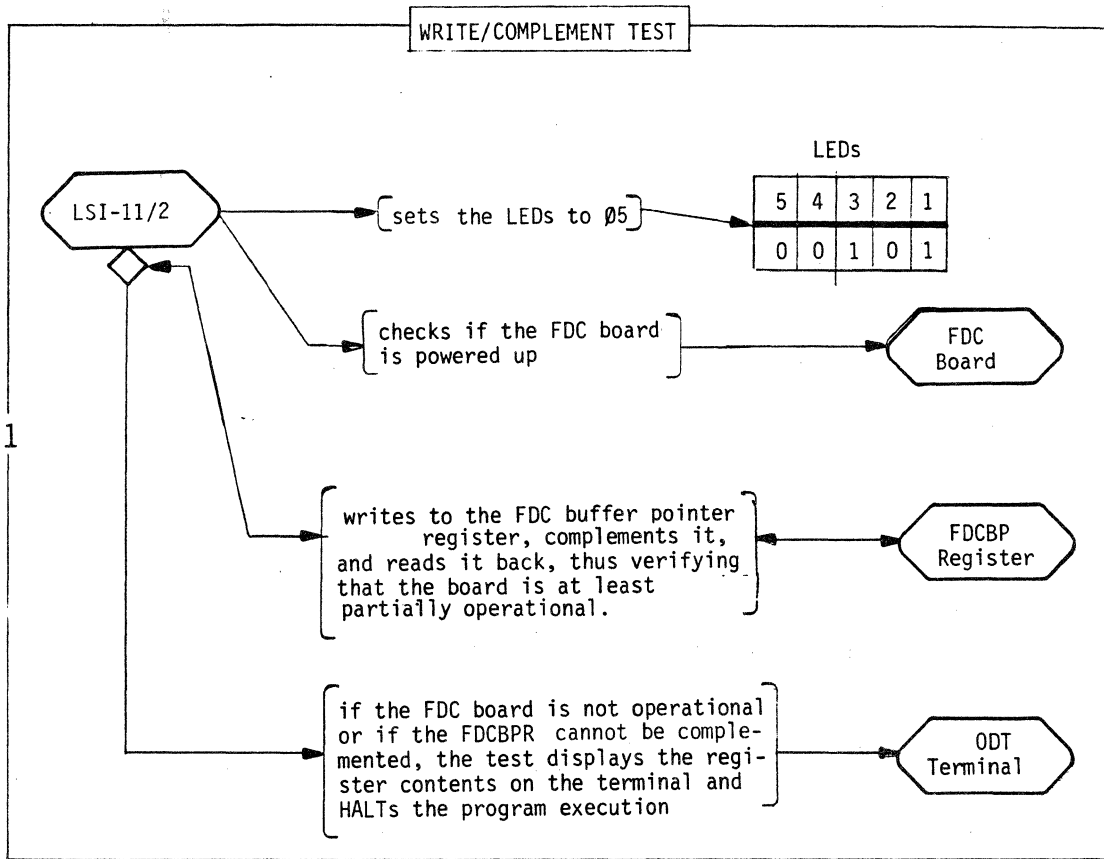 WRITE/COMPLEMENT TEST
LEDs
LSI-11/2
sets the LEDs to Ø5
5 4 3 2 1
0 0 1 0 1
checks if the FDC board
is powered up
FDC
Board
1
writes to the FDC buffer pointer
register, complements it,
and reads it back, thus verifying
that the board is at least
partially operational.
FDCBP
Register
if the FDC board is not operational
or if the FDCBPR cannot be comple-
mented, the test displays the regi-
ster contents on the terminal and
HALTs the program execution
ODT
Terminal